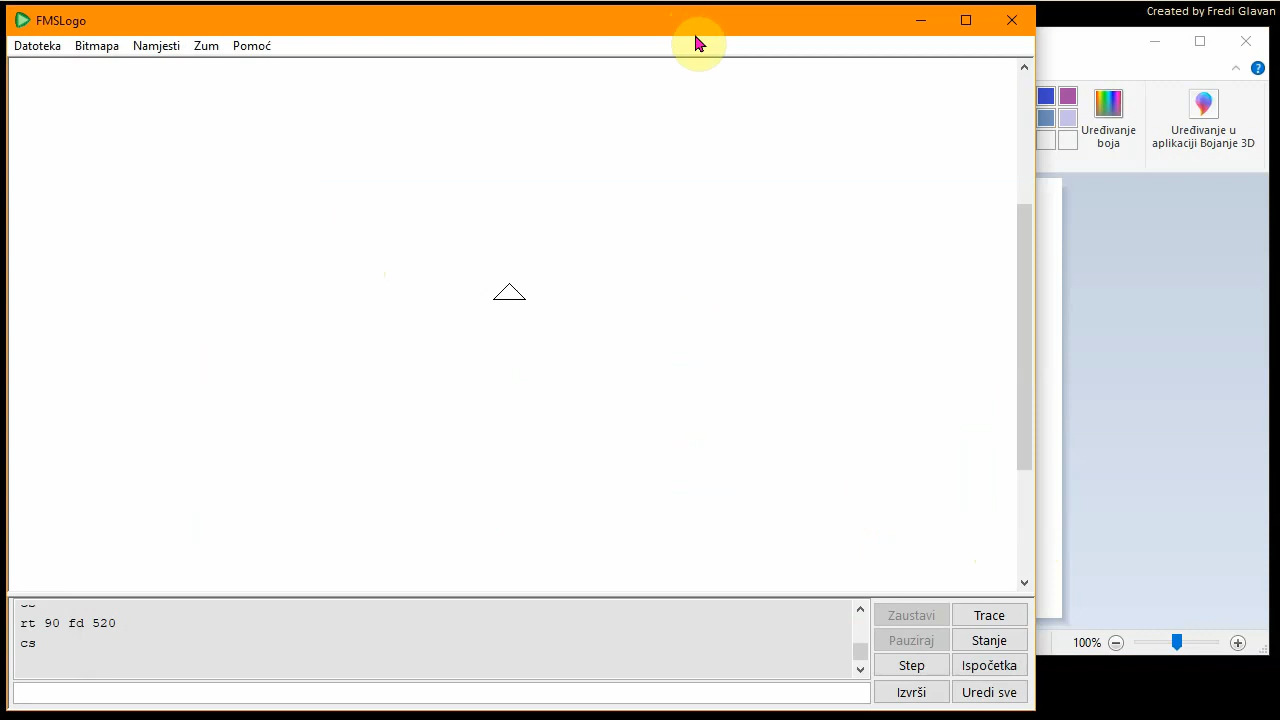 Created by Fredi Glavan
FMSLogo
Datoteka Bitmapa Namjesti Zum Pomoć
Uređivanje boja
Uređivanje u aplikaciji Bojanje 3D
cs
rt 90 fd 520
cs
Zaustavi Trace
Pauziraj Stanje
Step Ispočetka
Izvrši Uredi sve
100%